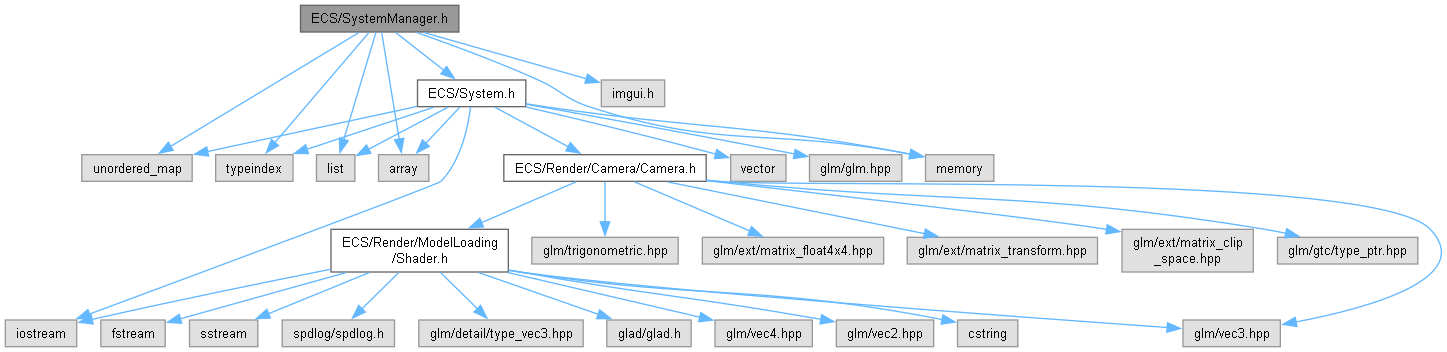 ECS/SystemManager.h
ECS/System.h
imgui.h
unordered_map
typeindex
list
array
ECS/Render/Camera/Camera.h
vector
glm/glm.hpp
memory
ECS/Render/ModelLoading
/Shader.h
glm/trigonometric.hpp
glm/ext/matrix_float4x4.hpp
glm/ext/matrix_transform.hpp
glm/ext/matrix_clip
_space.hpp
glm/gtc/type_ptr.hpp
iostream
fstream
sstream
spdlog/spdlog.h
glm/detail/type_vec3.hpp
glad/glad.h
glm/vec4.hpp
glm/vec2.hpp
cstring
glm/vec3.hpp